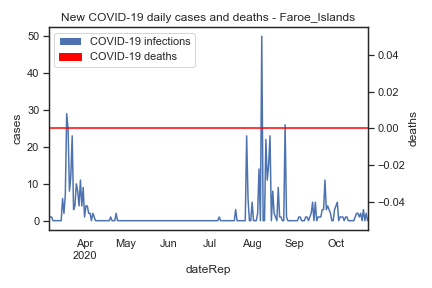 New COVID-19 daily cases and deaths - Faroe_Islands
COVID-19 infections
COVID-19 deaths
50
40
30
20
10
0
cases
0.04
0.02
0.00
−0.02
−0.04
deaths
Apr
2020
May
Jun
Jul
Aug
Sep
Oct
dateRep